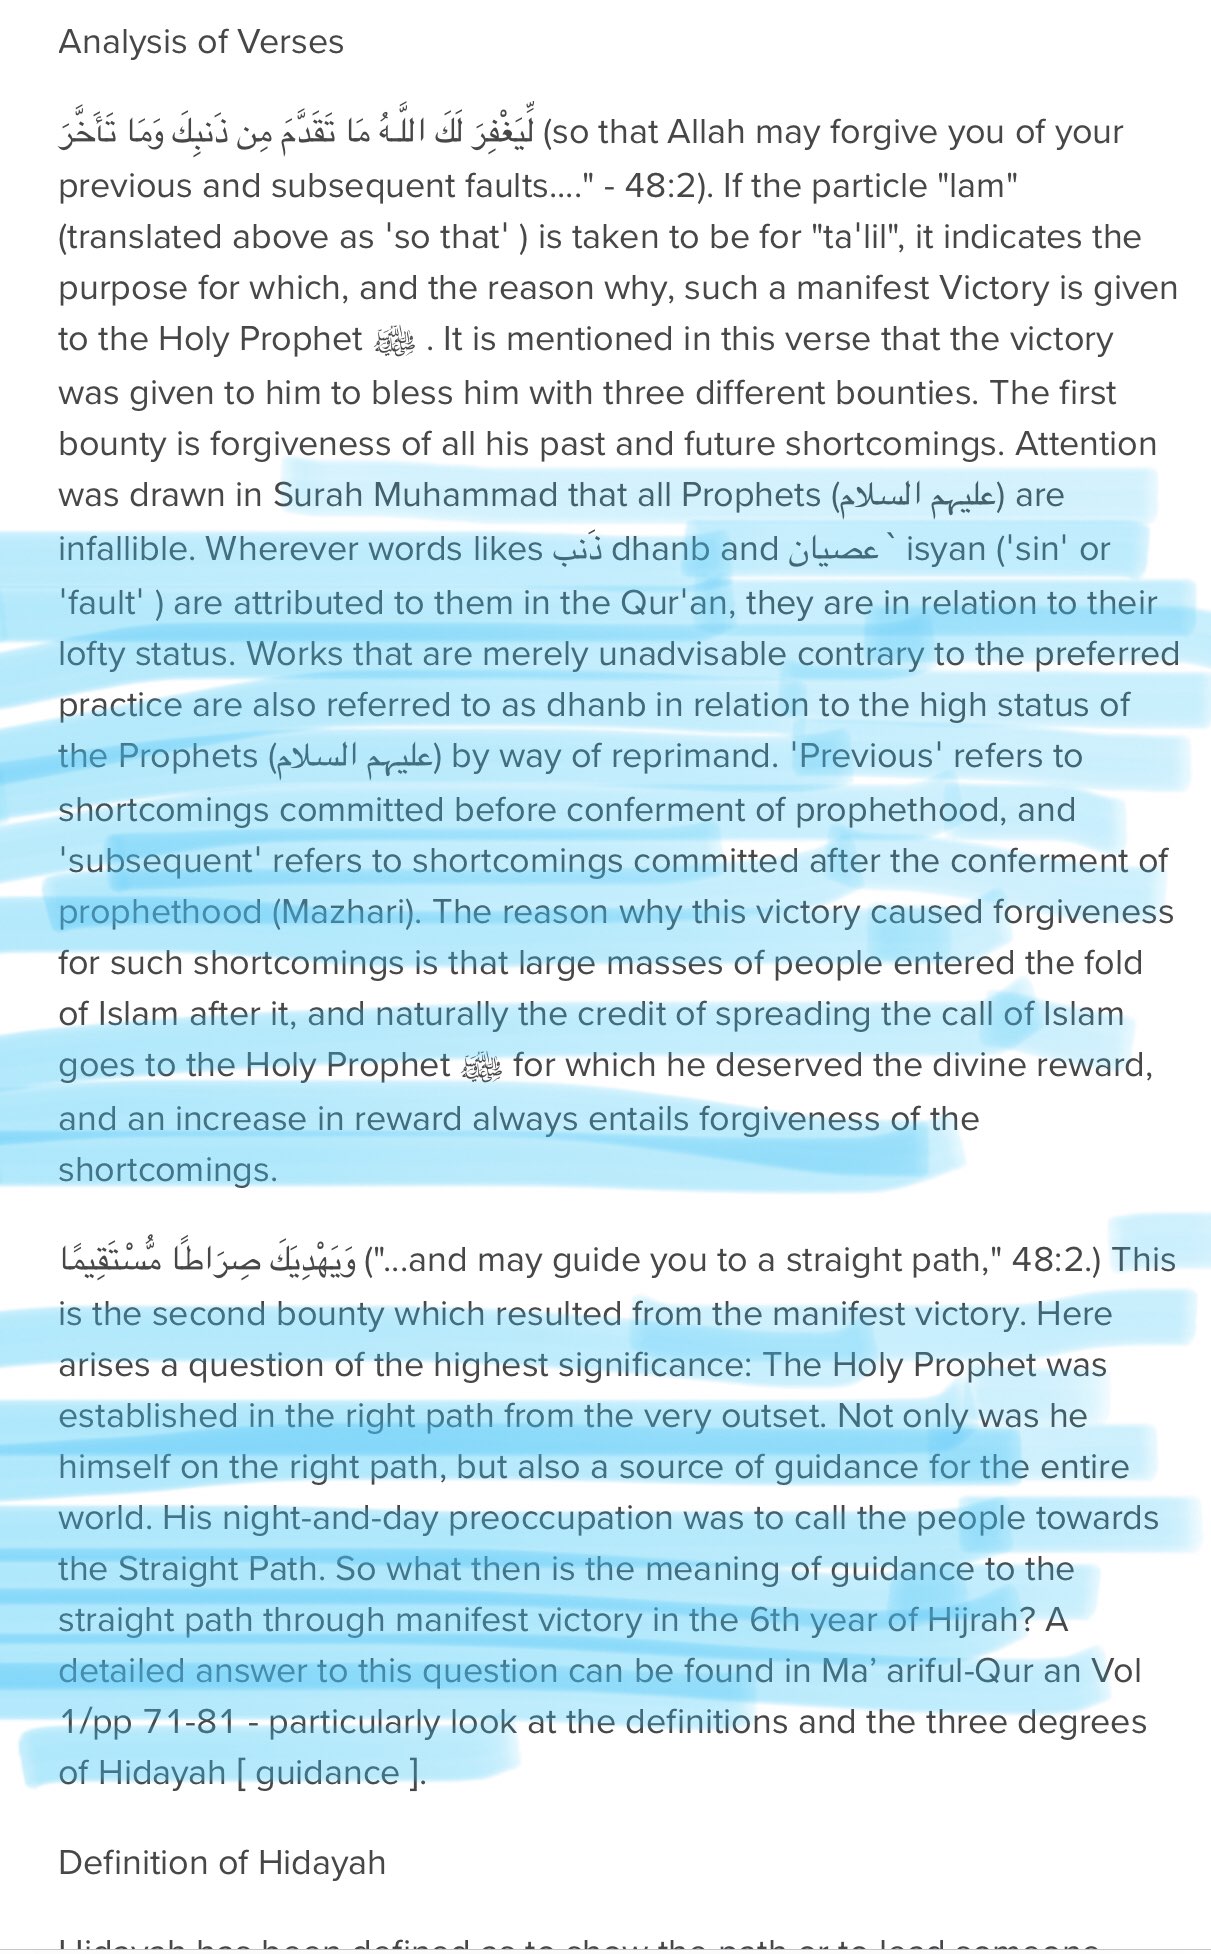 Analysis of Verses
لِّيَغْفِرَ لَكَ اللَّـهُ مَا تَقَدَّمَ مِن ذَنبِكَ وَمَا تَأَخَّرَ (so that Allah may forgive you of your
previous and subsequent faults...." - 48:2). If the particle "lam"
(translated above as 'so that' ) is taken to be for "ta'lil", it indicates the
purpose for which, and the reason why, such a manifest Victory is given
to the Holy Prophet ﷺ . It is mentioned in this verse that the victory
was given to him to bless him with three different bounties. The first
bounty is forgiveness of all his past and future shortcomings. Attention
was drawn in Surah Muhammad that all Prophets (عليہم السلام) are
infallible. Wherever words likes ذَنب dhanb and عصیان ` isyan ('sin' or
'fault' ) are attributed to them in the Qur'an, they are in relation to their
lofty status. Works that are merely unadvisable contrary to the preferred
practice are also referred to as dhanb in relation to the high status of
the Prophets (عليہم السلام) by way of reprimand. 'Previous' refers to
shortcomings committed before conferment of prophethood, and
'subsequent' refers to shortcomings committed after the conferment of
prophethood (Mazhari). The reason why this victory caused forgiveness
for such shortcomings is that large masses of people entered the fold
of Islam after it, and naturally the credit of spreading the call of Islam
goes to the Holy Prophet ﷺ for which he deserved the divine reward,
and an increase in reward always entails forgiveness of the
shortcomings.
وَيَهْدِيَكَ صِرَاطًا مُّسْتَقِيمًا ("...and may guide you to a straight path," 48:2.) This
is the second bounty which resulted from the manifest victory. Here
arises a question of the highest significance: The Holy Prophet was
established in the right path from the very outset. Not only was he
himself on the right path, but also a source of guidance for the entire
world. His night-and-day preoccupation was to call the people towards
the Straight Path. So what then is the meaning of guidance to the
straight path through manifest victory in the 6th year of Hijrah? A
detailed answer to this question can be found in Ma’ ariful-Qur an Vol
1/pp 71-81 - particularly look at the definitions and the three degrees
of Hidayah [ guidance ].
Definition of Hidayah
Hidayah has been defined as to show the path or to lead someone